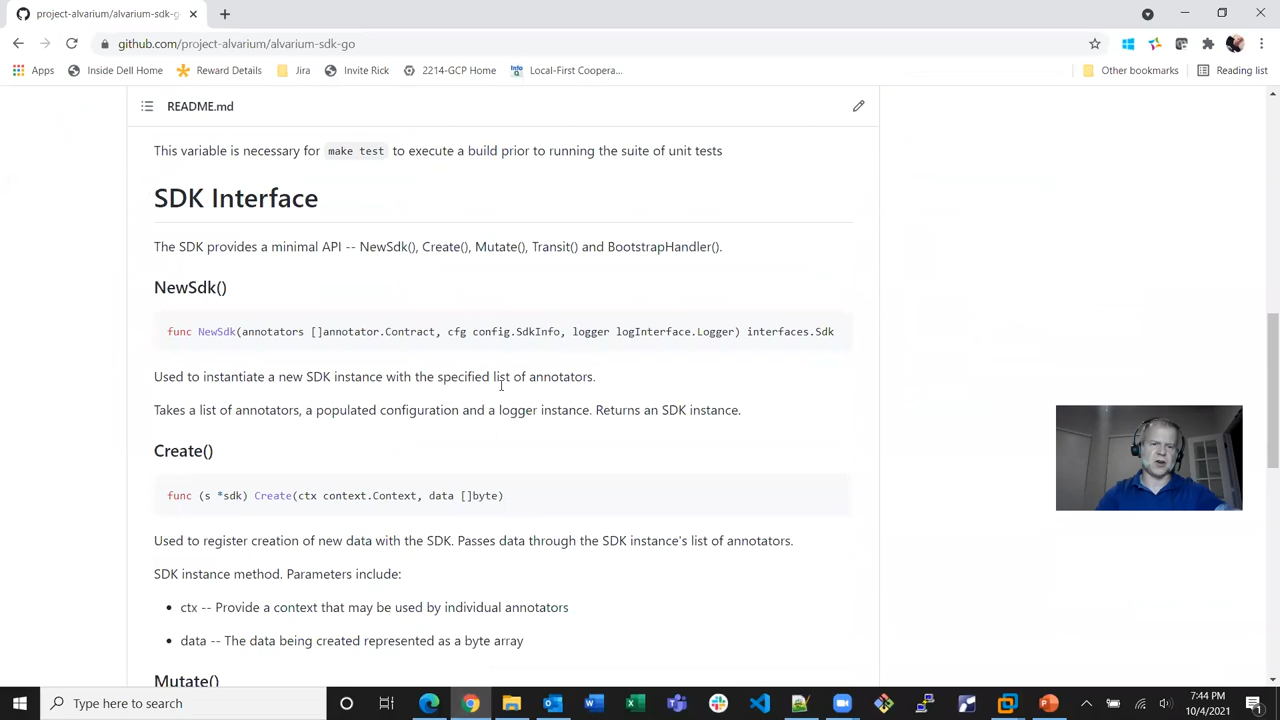 project-alvarium/alvarium-sdk-g
github.com/project-alvarium/alvarium-sdk-go
Apps
Inside Dell Home
Reward Details
Jira
Invite Rick
2214-GCP Home
Local-First Coopera...
Other bookmarks
Reading list
README.md
This variable is necessary for make test to execute a build prior to running the suite of unit tests
SDK Interface
The SDK provides a minimal API -- NewSdk(), Create(), Mutate(), Transit() and BootstrapHandler().
NewSdk()
func NewSdk(annotators []annotator.Contract, cfg config.SdkInfo, logger logInterface.Logger) interfaces.Sdk
Used to instantiate a new SDK instance with the specified list of annotators.
Takes a list of annotators, a populated configuration and a logger instance. Returns an SDK instance.
Create()
func (s *sdk) Create(ctx context.Context, data []byte)
Used to register creation of new data with the SDK. Passes data through the SDK instance's list of annotators.
SDK instance method. Parameters include:
• ctx -- Provide a context that may be used by individual annotators
• data -- The data being created represented as a byte array
Mutate()
Type here to search
7:44 PM
10/4/2021